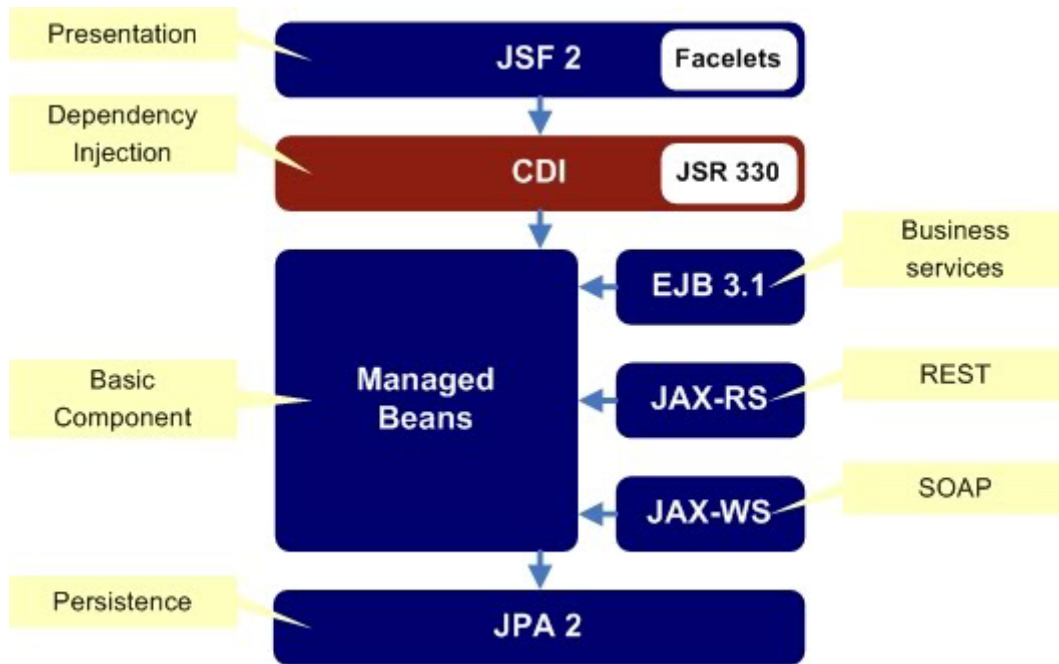 Presentation
JSF 2
Facelets
Dependency
Injection
CDI
JSR 330
Business
services
EJB 3.1
Basic
Component
Managed
Beans
REST
JAX-RS
SOAP
JAX-WS
Persistence
JPA 2